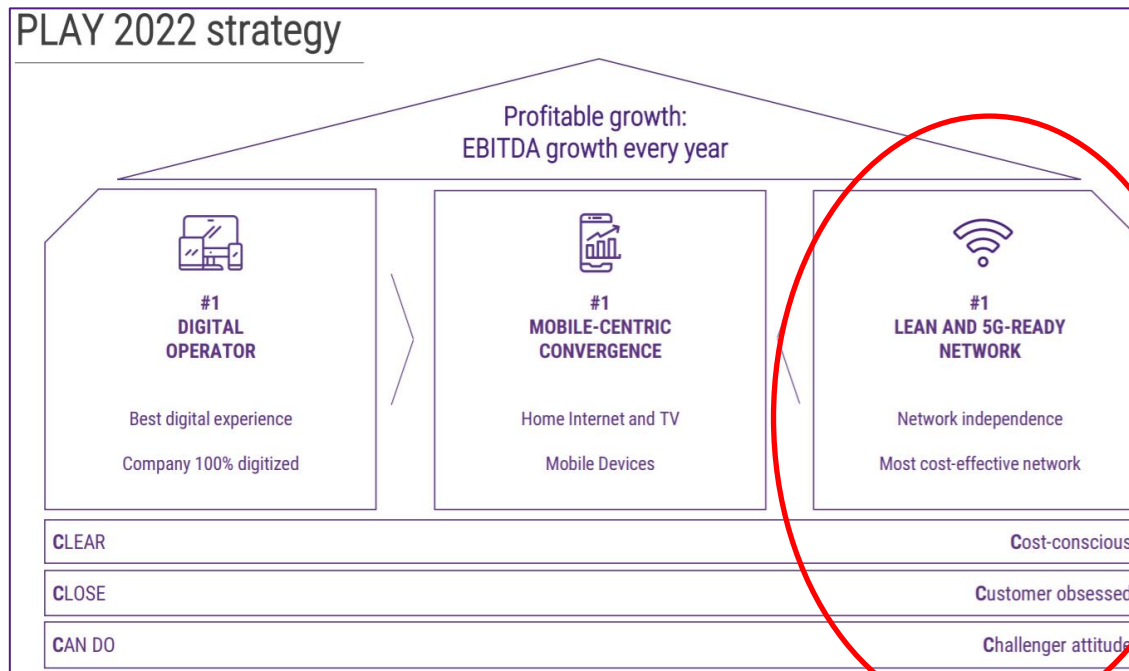 PLAY 2022 strategy
Profitable growth:
EBITDA growth every year
#1
DIGITAL
OPERATOR
Best digital experience
Company 100% digitized
#1
MOBILE-CENTRIC
CONVERGENCE
Home Internet and TV
Mobile Devices
#1
LEAN AND 5G-READY
NETWORK
Network independence
Most cost-effective network
CLEAR
Cost-conscious
CLOSE
Customer obsessed
CAN DO
Challenger attitude